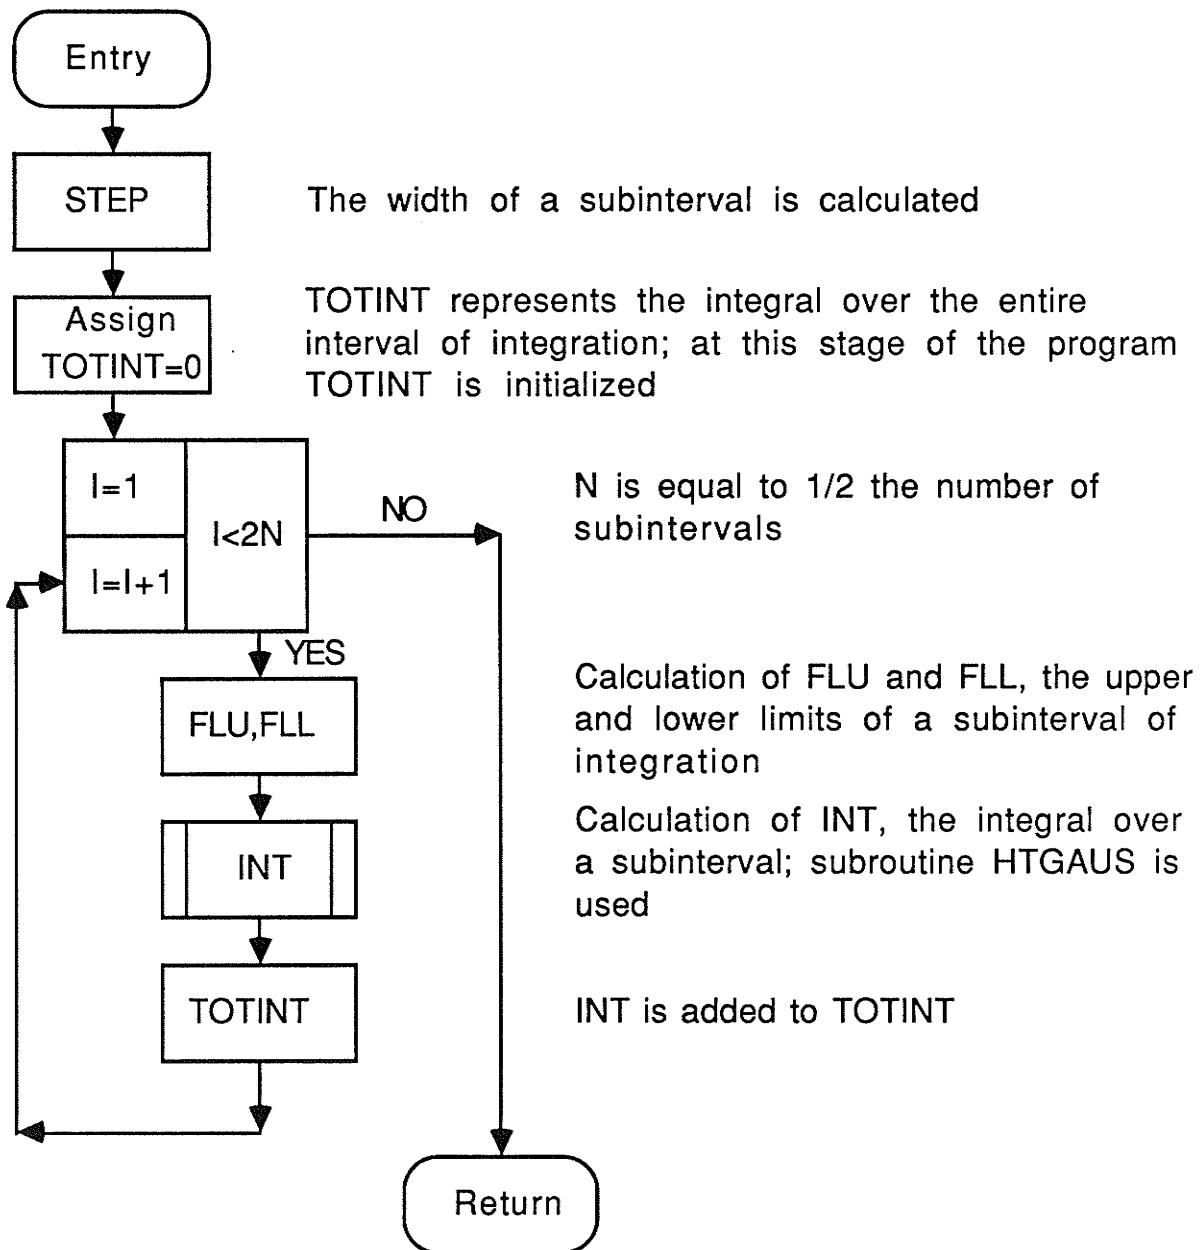 Entry
STEP
The width of a subinterval is calculated
Assign
TOTINT=0
TOTINT represents the integral over the entire
interval of integration; at this stage of the program
TOTINT is initialized
I=1
I=I+1
I<2N
NO
N is equal to 1/2 the number of
subintervals
YES
FLU,FLL
Calculation of FLU and FLL, the upper
and lower limits of a subinterval of
integration
INT
Calculation of INT, the integral over
a subinterval; subroutine HTGAUS is
used
TOTINT
INT is added to TOTINT
Return